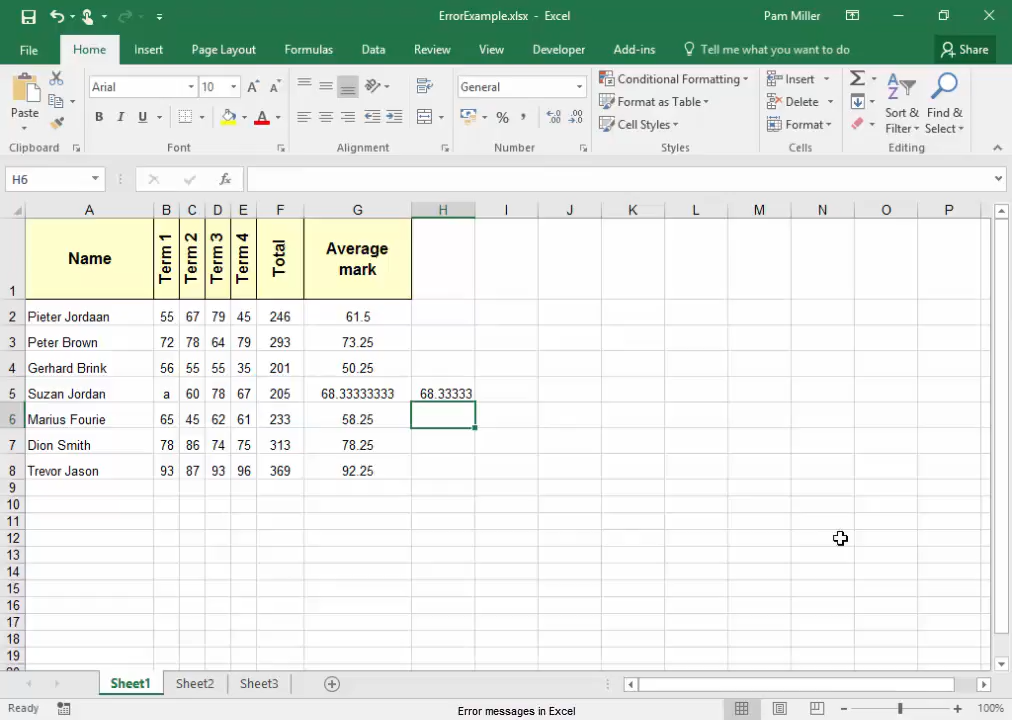 ErrorExample.xlsx - Excel
Pam Miller
File Home Insert Page Layout Formulas Data Review View Developer Add-ins Tell me what you want to do Share
Paste
Arial 10
B I U A
General
% ,
Conditional Formatting
Format as Table
Cell Styles
Insert
Delete
Format
Sort & Filter
Find & Select
Clipboard Font Alignment Number Styles Cells Editing
H6 fx
A B C D E F G H I J K L M N O P
1 Name Term 1 Term 2 Term 3 Term 4 Total Average mark
2 Pieter Jordaan 55 67 79 45 246 61.5
3 Peter Brown 72 78 64 79 293 73.25
4 Gerhard Brink 56 55 55 35 201 50.25
5 Suzan Jordan a 60 78 67 205 68.33333333 68.33333
6 Marius Fourie 65 45 62 61 233 58.25
7 Dion Smith 78 86 74 75 313 78.25
8 Trevor Jason 93 87 93 96 369 92.25
9
10
11
12
13
14
15
16
17
18
19
Sheet1 Sheet2 Sheet3
Ready
Error messages in Excel
100%